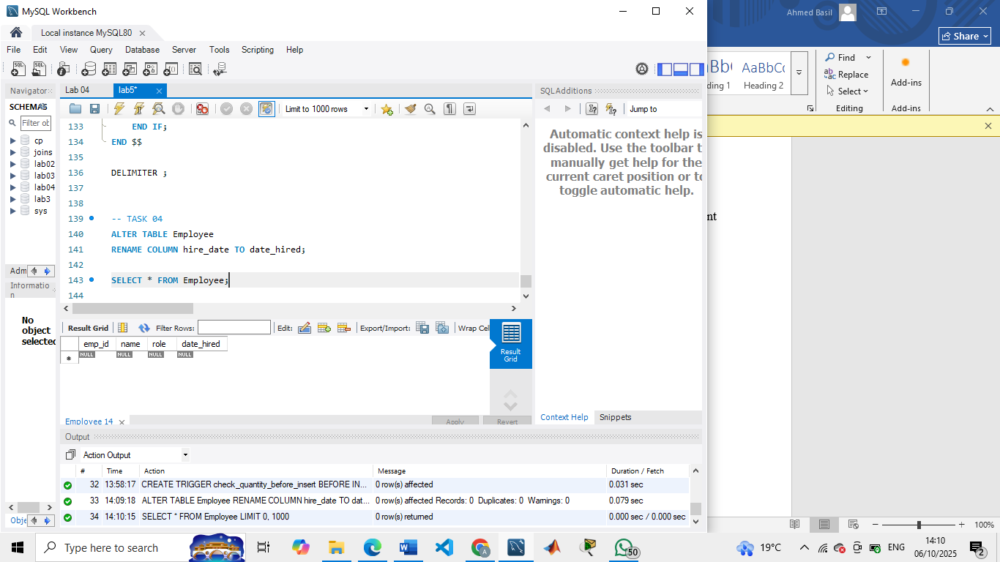 MySQL Workbench
Local instance MySQL80
File Edit View Query Database Server Tools Scripting Help
Navigator
SCHEMAS
Filter ob
cp
joins
lab02
lab03
lab04
lab3
sys
Adm
Informatio
n
No
object
selected
Obje
Lab 04 lab5*
Limit to 1000 rows
133 END IF;
134 END $$
135
136 DELIMITER ;
137
138
139 -- TASK 04
140 ALTER TABLE Employee
141 RENAME COLUMN hire_date TO date_hired;
142
143 SELECT * FROM Employee;
144
Result Grid Filter Rows: Edit: Export/Import: Wrap Cel
emp_id name role date_hired
NULL NULL NULL NULL
Result
Grid
Employee 14 Apply Revert
SQLAdditions
Jump to
Automatic context help is
disabled. Use the toolbar t
manually get help for the
current caret position or to
toggle automatic help.
Context Help Snippets
Output
Action Output
# Time Action Message Duration / Fetch
32 13:58:17 CREATE TRIGGER check_quantity_before_insert BEFORE IN... 0 row(s) affected 0.031 sec
33 14:09:18 ALTER TABLE Employee RENAME COLUMN hire_date TO dat... 0 row(s) affected Records: 0 Duplicates: 0 Warnings: 0 0.079 sec
34 14:10:15 SELECT * FROM Employee LIMIT 0, 1000 0 row(s) returned 0.000 sec / 0.000 sec
Ahmed Basil
Share
AaBbCc
ding 1 Heading 2
Find
Replace
Select
Editing
Add-ins
Add-ins
nt
100%
Type here to search
50
19°C
ENG
14:10
06/10/2025
2